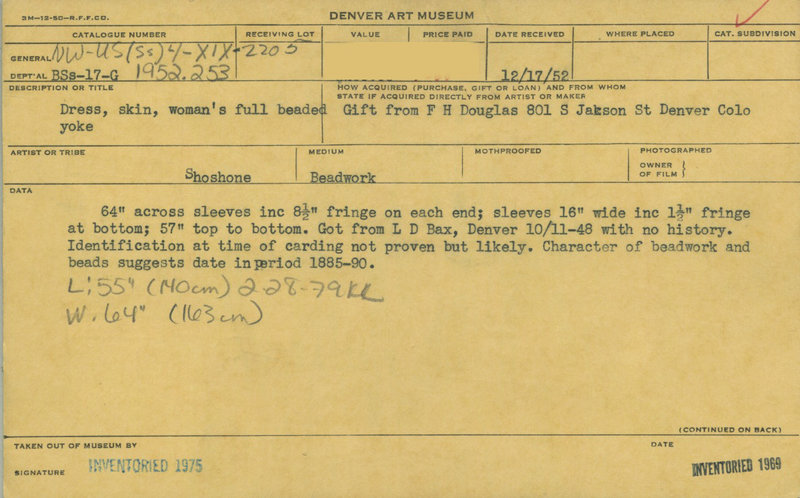 3M-12-50-R.F.F.CO.
DENVER ART MUSEUM
CATALOGUE NUMBER
RECEIVING LOT
VALUE
PRICE PAID
DATE RECEIVED
WHERE PLACED
CAT. SUBDIVISION
GENERAL NW-US(Ss)4-XIX-2205
DEPT'AL BSs-17-G 1952.253
12/17/52
DESCRIPTION OR TITLE
HOW ACQUIRED (PURCHASE, GIFT OR LOAN) AND FROM WHOM
STATE IF ACQUIRED DIRECTLY FROM ARTIST OR MAKER
Dress, skin, woman's full beaded
yoke
Gift from F H Douglas 801 S Jakson St Denver Colo
ARTIST OR TRIBE
MEDIUM
MOTHPROOFED
PHOTOGRAPHED
OWNER
OF FILM
Shoshone
Beadwork
DATA
64" across sleeves inc 8½" fringe on each end; sleeves 16" wide inc 1½" fringe
at bottom; 57" top to bottom. Got from L D Bax, Denver 10/11-48 with no history.
Identification at time of carding not proven but likely. Character of beadwork and
beads suggests date in period 1885-90.
L: 55" (140cm) 2-28-79 KK
W. 64" (163cm)
(CONTINUED ON BACK)
TAKEN OUT OF MUSEUM BY
DATE
SIGNATURE
INVENTORIED 1975
INVENTORIED 1969